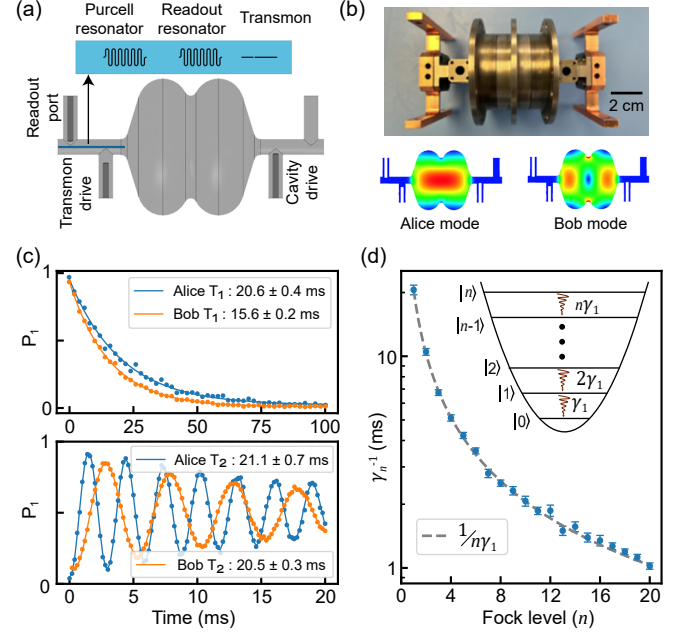 (a)
Purcell
resonator
Readout
resonator
Transmon
Readout
port
Transmon
drive
Cavity
drive
(b)
2 cm
Alice mode
Bob mode
(c)
1
P₁
0
Alice T₁ : 20.6 ± 0.4 ms
Bob T₁ : 15.6 ± 0.2 ms
0 25 50 75 100
1
P₁
0
Alice T₂ : 21.1 ± 0.7 ms
Bob T₂ : 20.5 ± 0.3 ms
0 5 10 15 20
Time (ms)
(d)
10
1
γₙ⁻¹ (ms)
|n⟩
nγ₁
|n-1⟩
|2⟩
2γ₁
|1⟩
γ₁
|0⟩
1/nγ₁
0 4 8 12 16 20
Fock level (n)